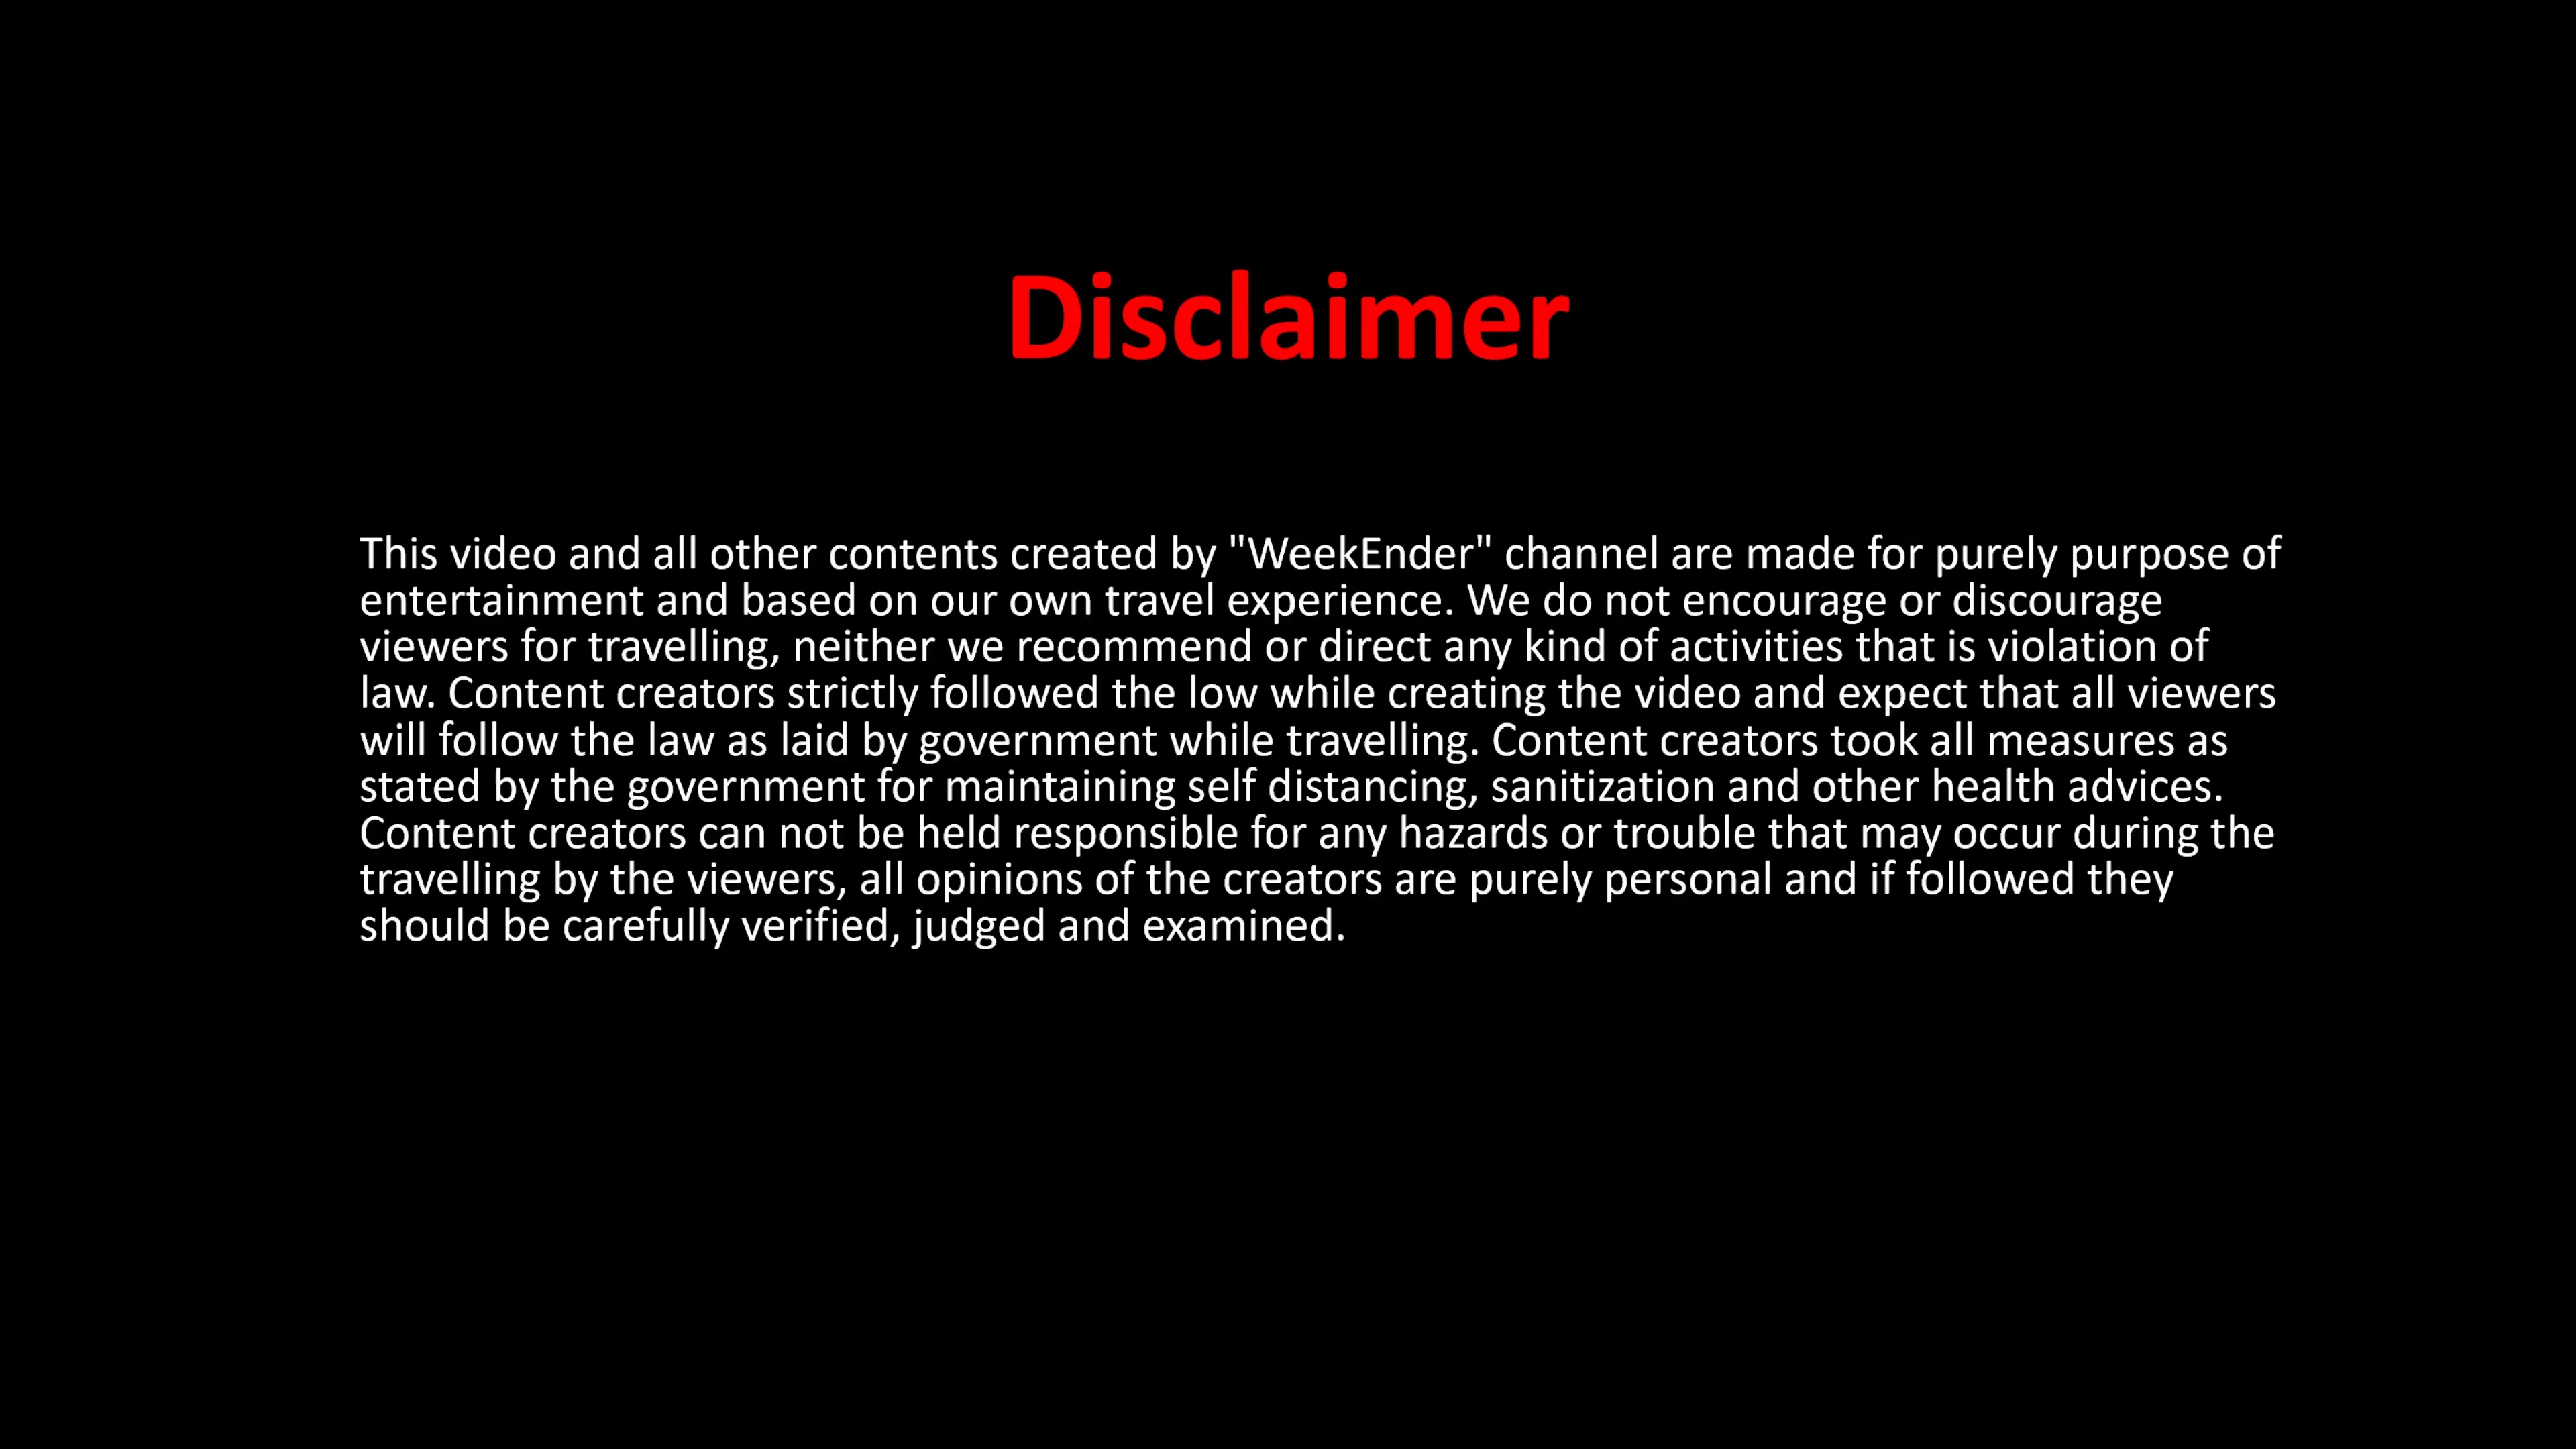 Disclaimer
This video and all other contents created by "WeekEnder" channel are made for purely purpose of
entertainment and based on our own travel experience. We do not encourage or discourage
viewers for travelling, neither we recommend or direct any kind of activities that is violation of
law. Content creators strictly followed the low while creating the video and expect that all viewers
will follow the law as laid by government while travelling. Content creators took all measures as
stated by the government for maintaining self distancing, sanitization and other health advices.
Content creators can not be held responsible for any hazards or trouble that may occur during the
travelling by the viewers, all opinions of the creators are purely personal and if followed they
should be carefully verified, judged and examined.